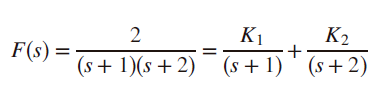 F(s) = 2 / (s + 1)(s + 2) = K₁ / (s + 1) + K₂ / (s + 2)